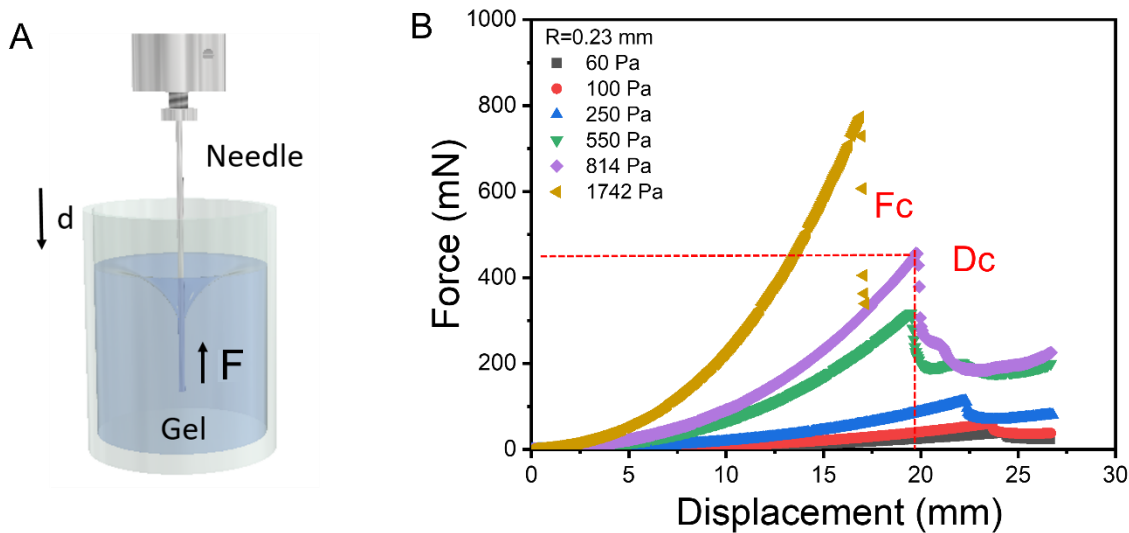 A
Needle
d
F
Gel
B
R=0.23 mm
60 Pa
100 Pa
250 Pa
550 Pa
814 Pa
1742 Pa
Fc
Dc
Force (mN)
1000
800
600
400
200
0
0 5 10 15 20 25 30
Displacement (mm)